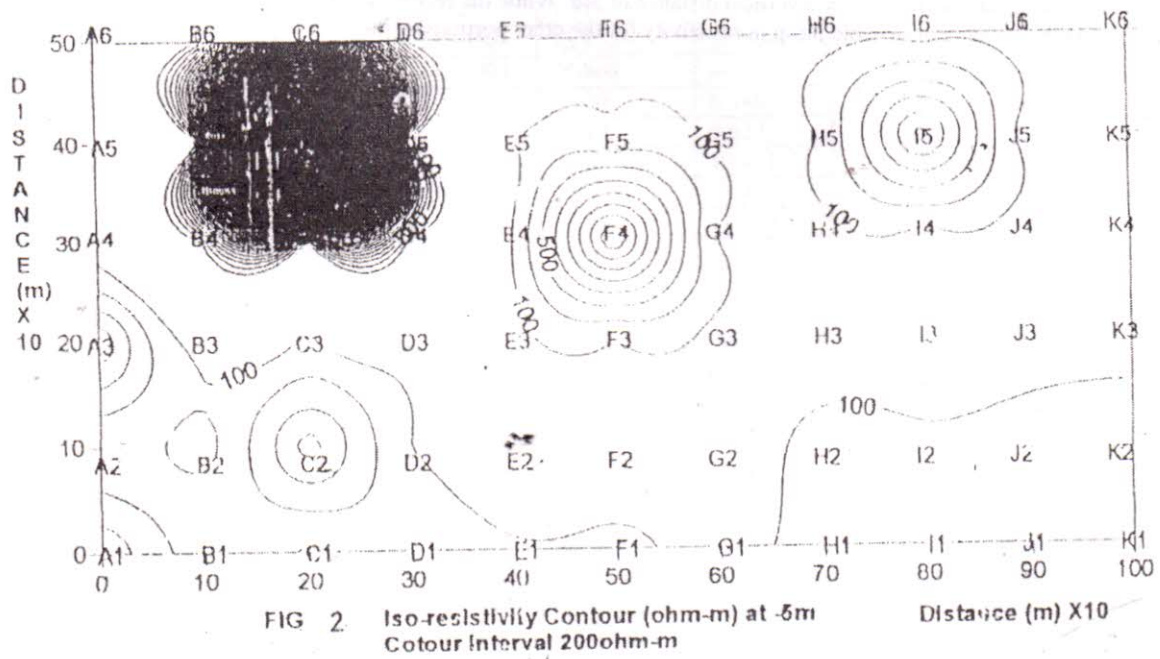 A6 B6 C6 D6 E6 F6 G6 H6 I6 J6 K6
50
DISTANCE (m) X 10
A5 E5 F5 100 G5 H5 I5 J5 K5
40
A4 B4 D4 E4 500 F4 G4 H4 100 I4 J4 K4
30
100
A3 B3 C3 D3 E3 F3 G3 H3 I3 J3 K3
20
100
100
10
A2 B2 C2 D2 E2 F2 G2 H2 I2 J2 K2
0 A1 B1 C1 D1 E1 F1 G1 H1 I1 J1 K1
0 10 20 30 40 50 60 70 80 90 100
FIG 2. Iso-resistivity Contour (ohm-m) at -5m Distance (m) X10
Cotour Interval 200ohm-m